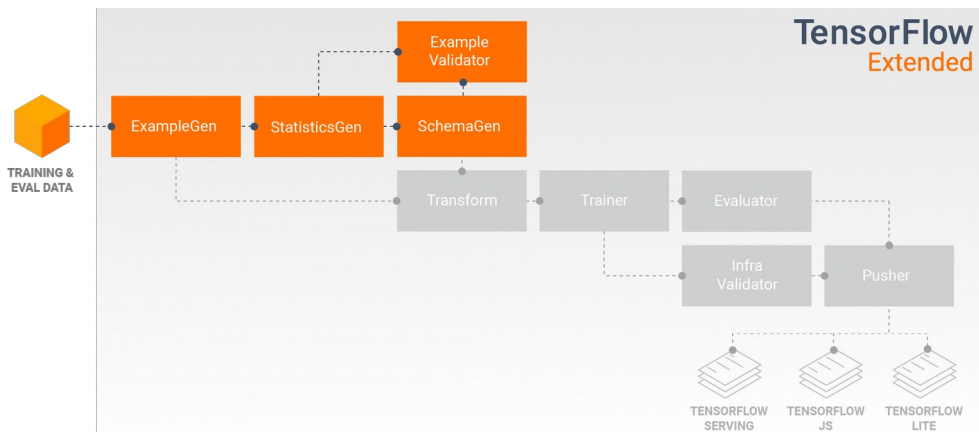 TensorFlow
Extended
Example
Validator
ExampleGen
StatisticsGen
SchemaGen
TRAINING &
EVAL DATA
Transform
Trainer
Evaluator
Infra
Validator
Pusher
TENSORFLOW
SERVING
TENSORFLOW
JS
TENSORFLOW
LITE